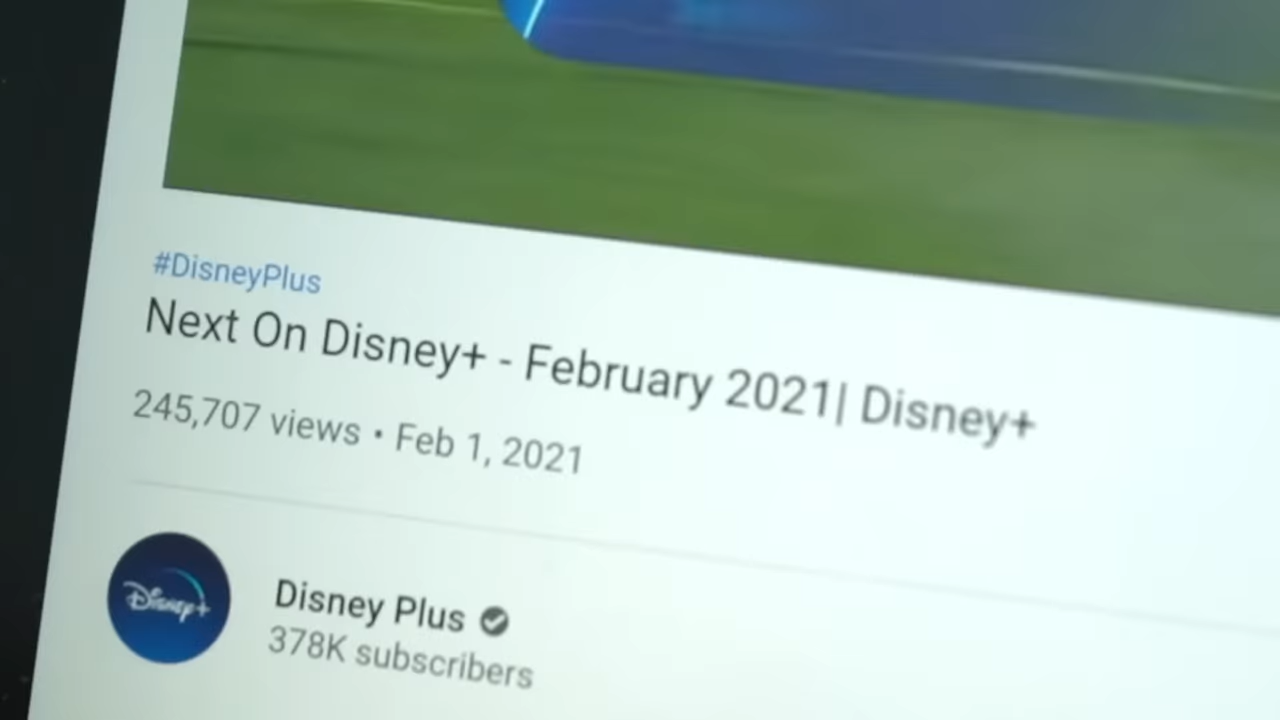 #DisneyPlus
Next On Disney+ - February 2021| Disney+
245,707 views • Feb 1, 2021
Disney+
Disney Plus
378K subscribers